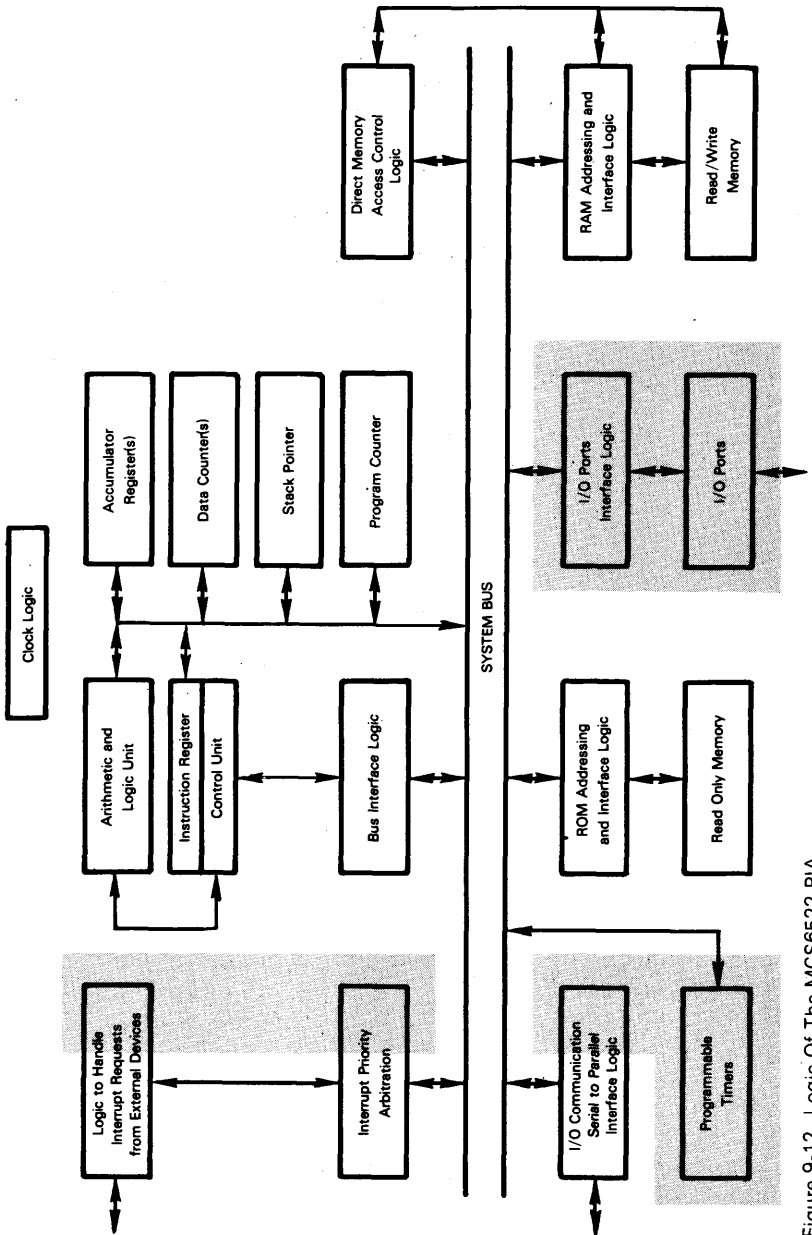 Clock Logic
Logic to Handle
Interrupt Requests
from External Devices
Arithmetic and
Logic Unit
Accumulator
Register(s)
Instruction Register
Control Unit
Data Counter(s)
Stack Pointer
Interrupt Priority
Arbitration
Bus Interface Logic
Program Counter
Direct Memory
Access Control
Logic
SYSTEM BUS
I/O Communication
Serial to Parallel
Interface Logic
ROM Addressing
and Interface Logic
I/O Ports
Interface Logic
RAM Addressing and
Interface Logic
Programmable
Timers
Read Only Memory
I/O Ports
Read/Write
Memory
Figure 9-12. Logic Of The MCS6522 PIA